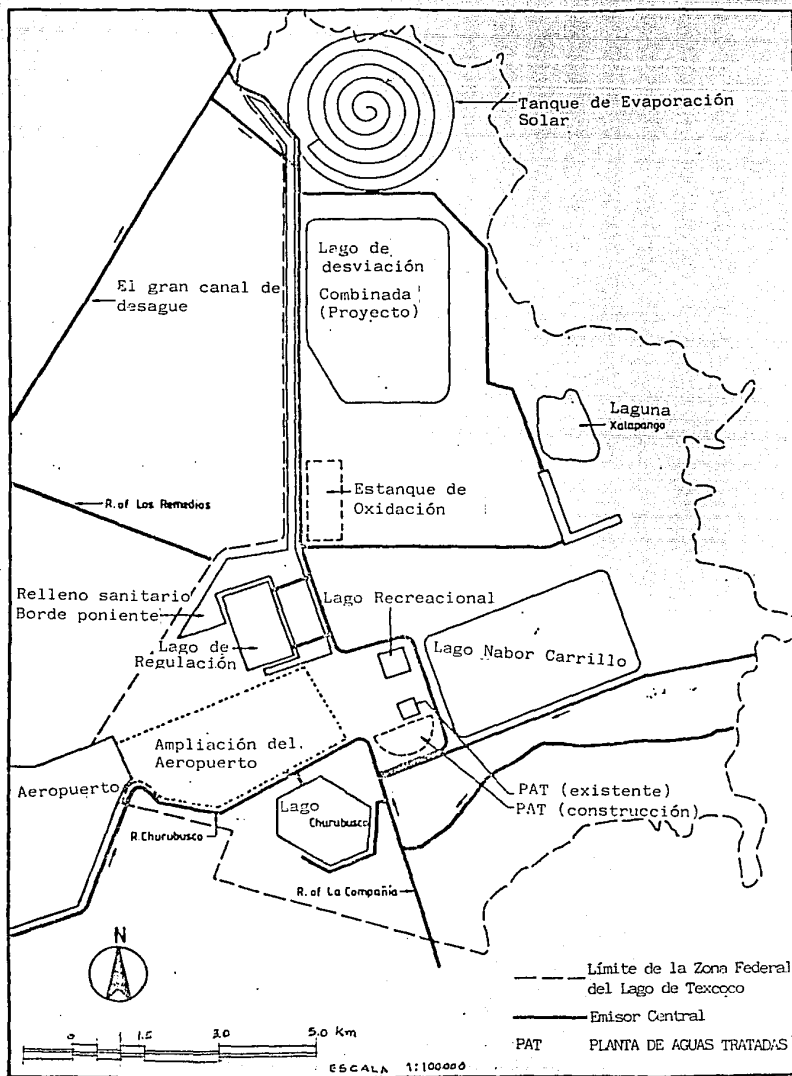 Tanque de Evaporación
Solar
Lago de
desviación
Combinada
(Proyecto)
El gran canal de
desague
Laguna
Xalapango
R.of Los Remedios
Estanque de
Oxidación
Relleno sanitario
Borde poniente
Lago Recreacional
Lago de
Regulación
Lago Nabor Carrillo
Ampliación del.
Aeropuerto
Aeropuerto
PAT (existente)
PAT (construcción)
Lago
Churubusco
R.Churubusco
R.of La Compañia
N
Límite de la Zona Federal
del Lago de Texcoco
Emisor Central
PAT PLANTA DE AGUAS TRATADAS
0 1 1.5 3.0 5.0 Km
ESCALA 1:100000